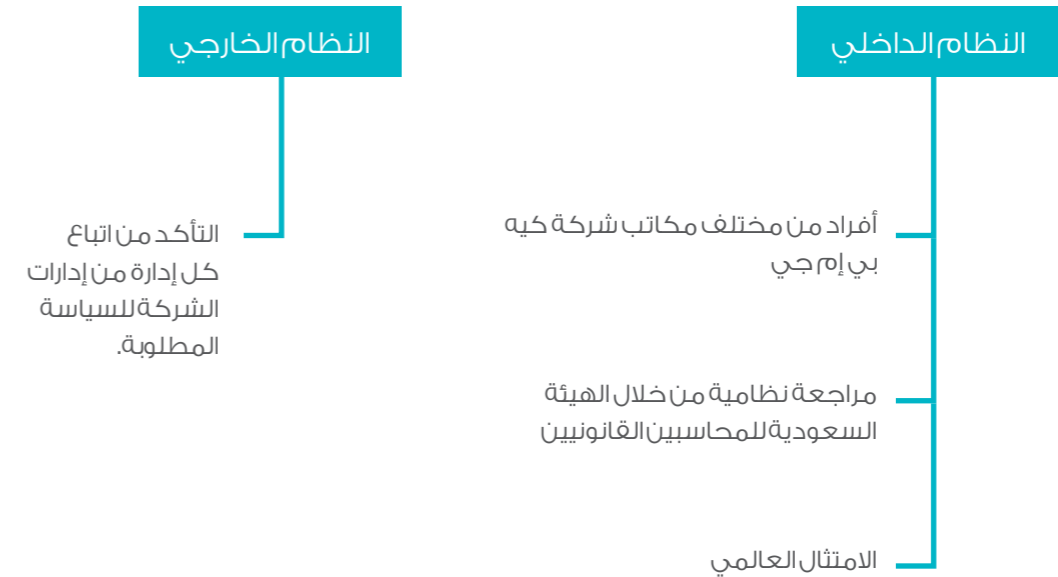 النظام الداخلي
أفراد من مختلف مكاتب شركة كيه
بي إم جي
مراجعة نظامية من خلال الهيئة
السعودية للمحاسبين القانونيين
الامتثال العالمي
النظام الخارجي
التأكد من اتباع
كل إدارة من إدارات
الشركة للسياسة
المطلوبة.